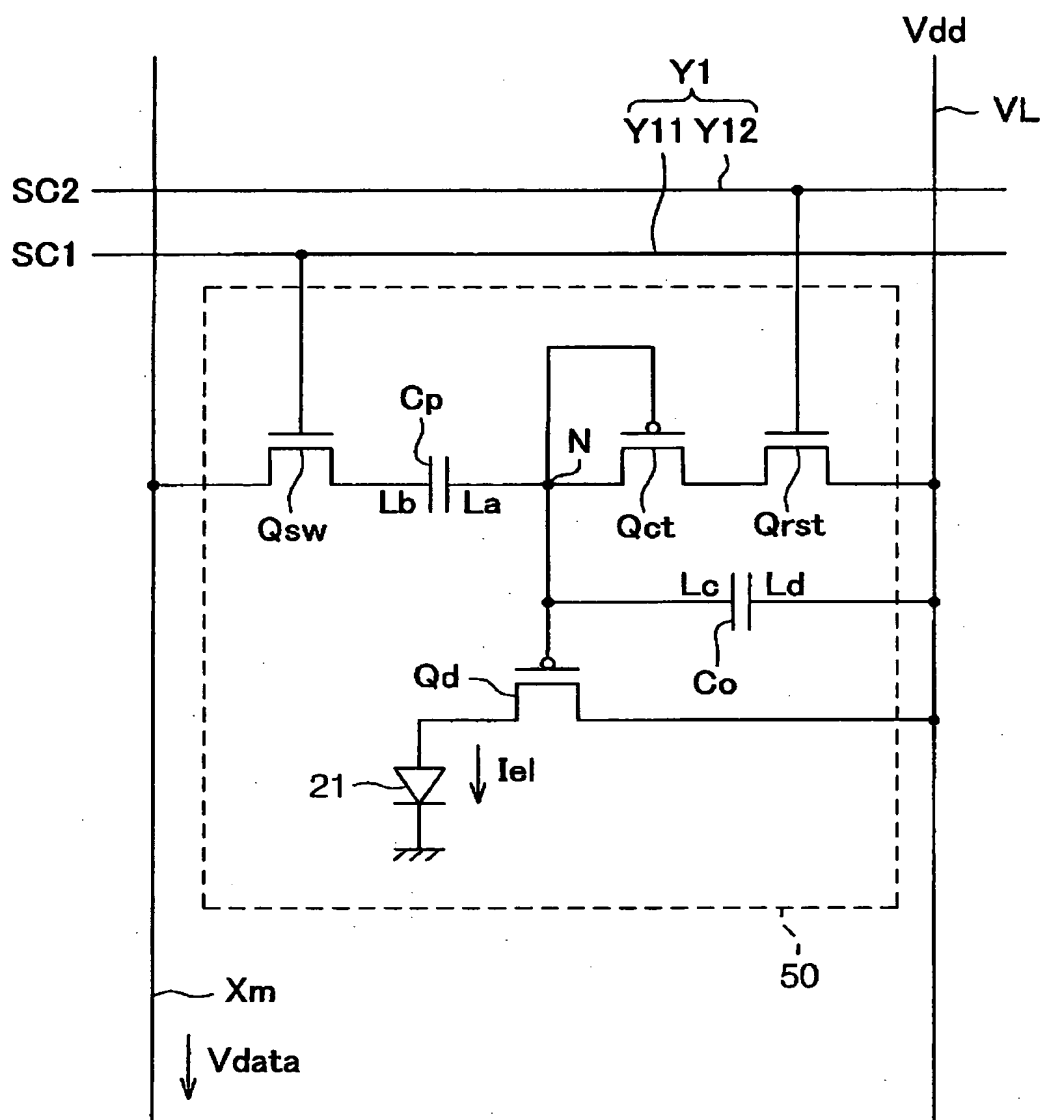 Vdd
Y1
VL
Y11 Y12
SC2
SC1
Cp
N
Lb
La
Qsw
Qct
Qrst
Lc
Ld
Co
Qd
21
Iel
50
Xm
Vdata